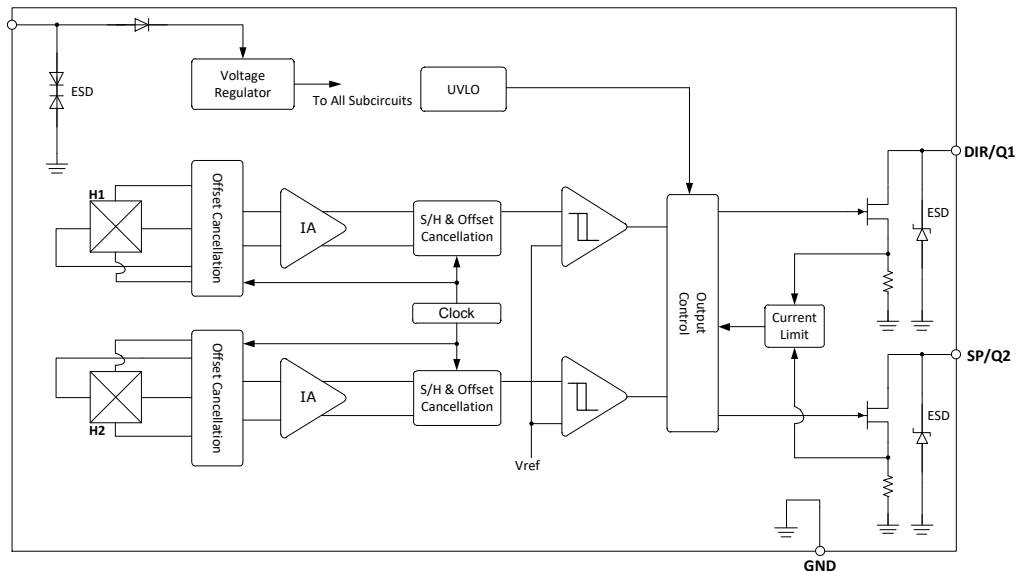 ESD
Voltage
Regulator
To All Subcircuits
UVLO
DIR/Q1
H1
Offset Cancellation
IA
S/H & Offset
Cancellation
ESD
Clock
Output
Control
Current
Limit
SP/Q2
H2
Offset Cancellation
IA
S/H & Offset
Cancellation
ESD
Vref
GND